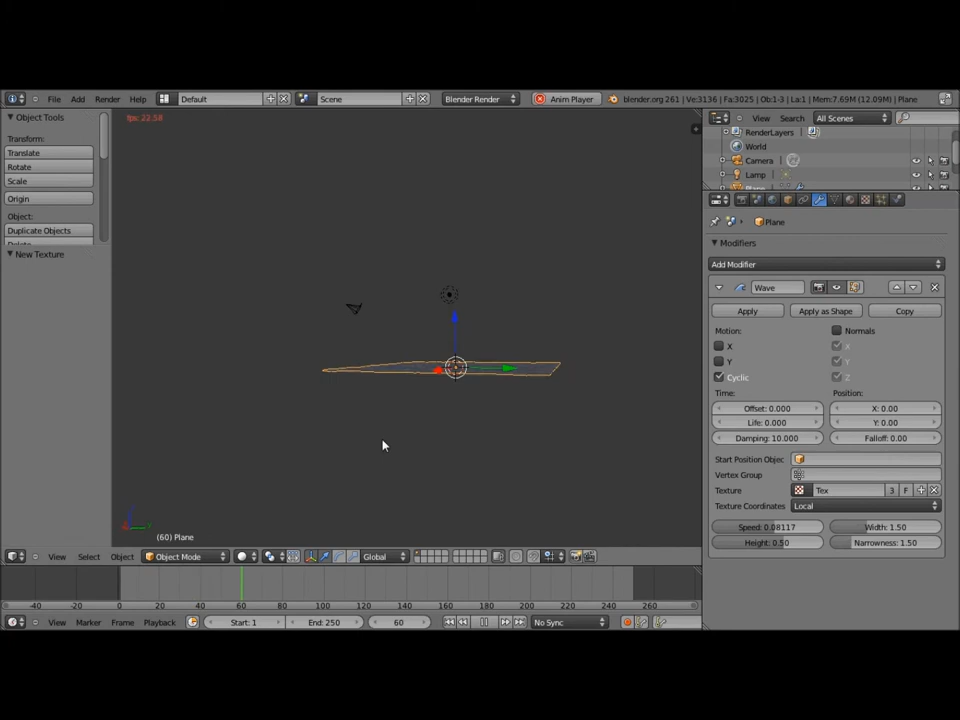 File Add Render Help Default Scene Blender Render Anim Player blender.org 261 | Ve:3136 | Fa:3025 | Ob:1-3 | La:1 | Mem:7.69M (12.09M) | Plane
Object Tools
Transform:
Translate
Rotate
Scale
Origin
Object:
Duplicate Objects
New Texture
fps: 22.58
(60) Plane
View Search All Scenes
RenderLayers
World
Camera
Lamp
Plane
Modifiers
Add Modifier
Wave
Apply Apply as Shape Copy
Motion: Normals
X X
Y Y
Cyclic Z
Time: Position:
Offset: 0.000 X: 0.00
Life: 0.000 Y: 0.00
Damping: 10.000 Falloff: 0.00
Start Position Objec
Vertex Group
Texture Tex 3 F
Texture Coordinates Local
Speed: 0.08117 Width: 1.50
Height: 0.50 Narrowness: 1.50
View Select Object Object Mode Global
-40 -20 0 20 40 60 80 100 120 140 160 180 200 220 240 260
View Marker Frame Playback Start: 1 End: 250 60 No Sync